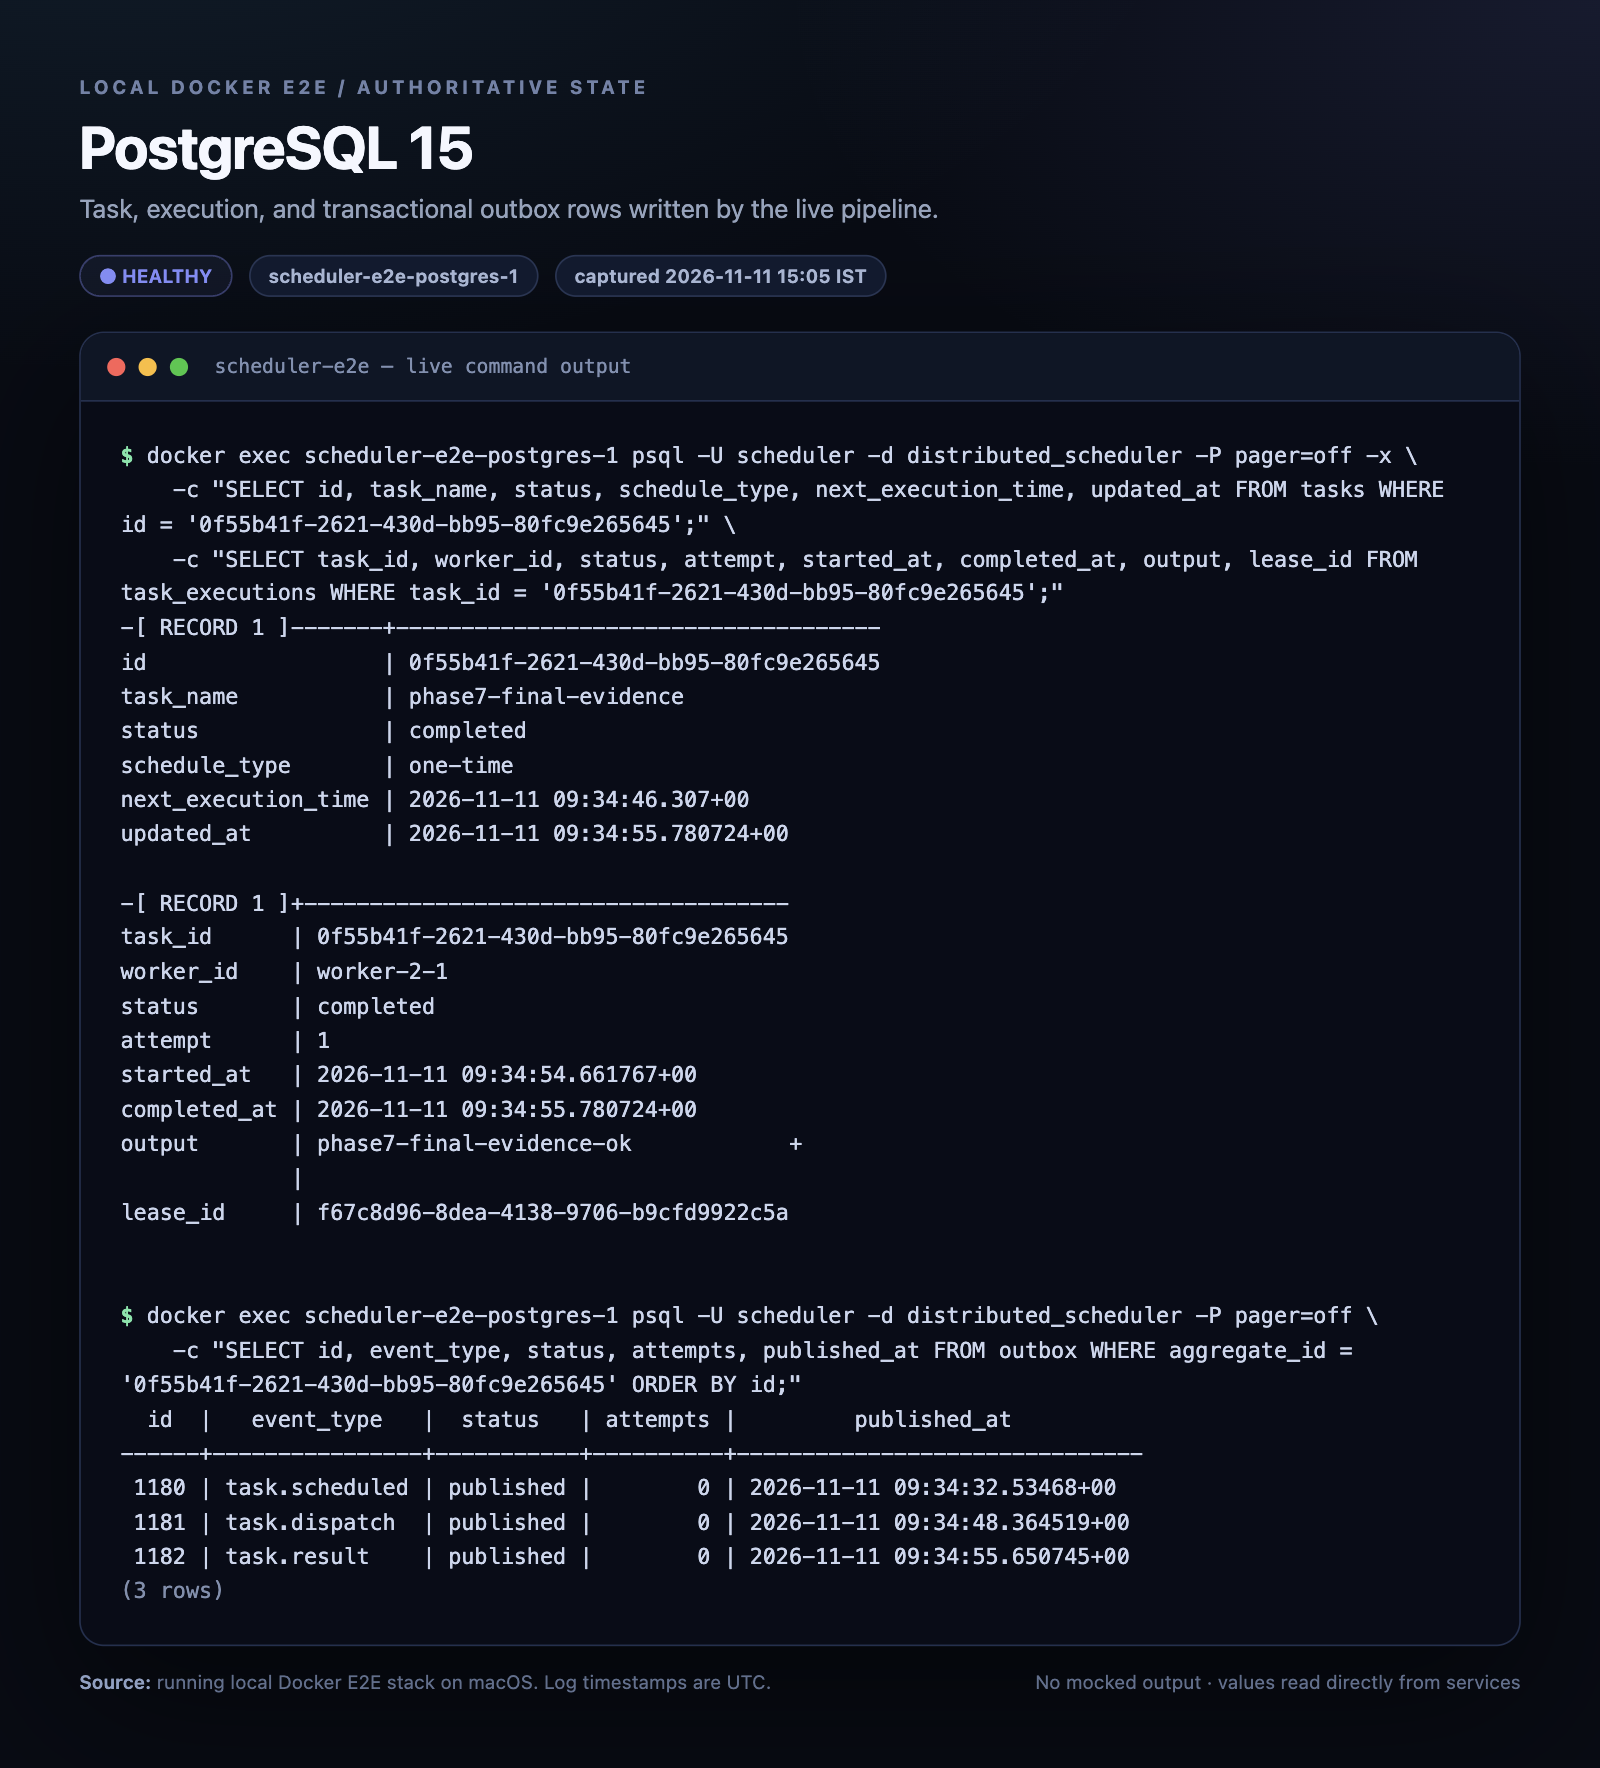 LOCAL DOCKER E2E / AUTHORITATIVE STATE
PostgreSQL 15
Task, execution, and transactional outbox rows written by the live pipeline.
HEALTHY
scheduler-e2e-postgres-1
captured 2026-11-11 15:05 IST
scheduler-e2e — live command output
$ docker exec scheduler-e2e-postgres-1 psql -U scheduler -d distributed_scheduler -P pager=off -x \
    -c "SELECT id, task_name, status, schedule_type, next_execution_time, updated_at FROM tasks WHERE
id = '0f55b41f-2621-430d-bb95-80fc9e265645';" \
    -c "SELECT task_id, worker_id, status, attempt, started_at, completed_at, output, lease_id FROM
task_executions WHERE task_id = '0f55b41f-2621-430d-bb95-80fc9e265645';"
-[ RECORD 1 ]-------+-------------------------------------
id                  | 0f55b41f-2621-430d-bb95-80fc9e265645
task_name           | phase7-final-evidence
status              | completed
schedule_type       | one-time
next_execution_time | 2026-11-11 09:34:46.307+00
updated_at          | 2026-11-11 09:34:55.780724+00
-[ RECORD 1 ]+-------------------------------------
task_id      | 0f55b41f-2621-430d-bb95-80fc9e265645
worker_id    | worker-2-1
status       | completed
attempt      | 1
started_at   | 2026-11-11 09:34:54.661767+00
completed_at | 2026-11-11 09:34:55.780724+00
output       | phase7-final-evidence-ok            +
             |
lease_id     | f67c8d96-8dea-4138-9706-b9cfd9922c5a
$ docker exec scheduler-e2e-postgres-1 psql -U scheduler -d distributed_scheduler -P pager=off \
    -c "SELECT id, event_type, status, attempts, published_at FROM outbox WHERE aggregate_id =
'0f55b41f-2621-430d-bb95-80fc9e265645' ORDER BY id;"
  id  |   event_type   |  status   | attempts |         published_at
------+----------------+-----------+----------+-------------------------------
 1180 | task.scheduled | published |        0 | 2026-11-11 09:34:32.53468+00
 1181 | task.dispatch  | published |        0 | 2026-11-11 09:34:48.364519+00
 1182 | task.result    | published |        0 | 2026-11-11 09:34:55.650745+00
(3 rows)
Source: running local Docker E2E stack on macOS. Log timestamps are UTC.
No mocked output · values read directly from services